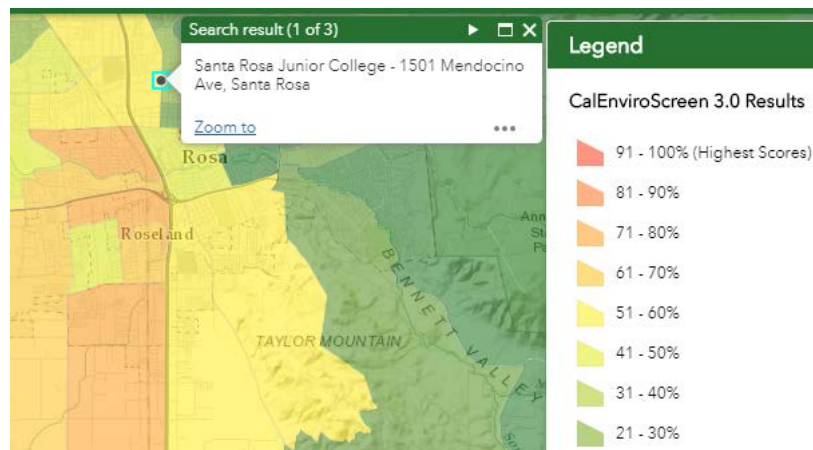 Search result (1 of 3)
Santa Rosa Junior College - 1501 Mendocino
Ave, Santa Rosa
Zoom to
Rosa
Roseland
Ann
St
P
BENNETT VALLEY
TAYLOR MOUNTAIN
Legend
CalEnviroScreen 3.0 Results
91 - 100% (Highest Scores)
81 - 90%
71 - 80%
61 - 70%
51 - 60%
41 - 50%
31 - 40%
21 - 30%